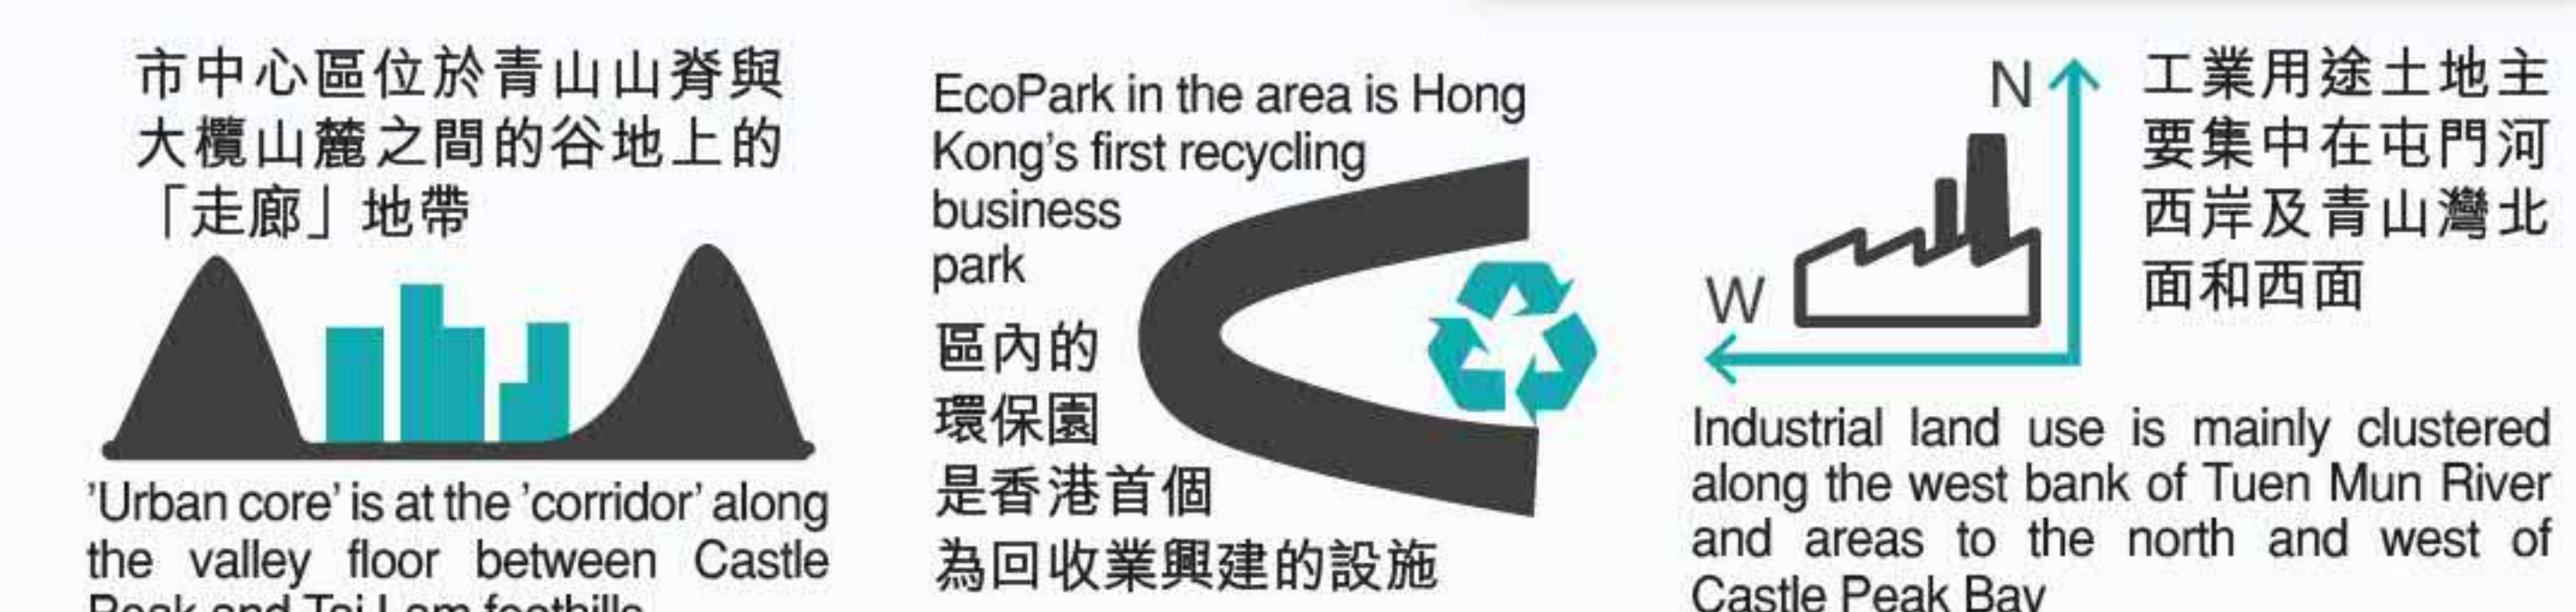 市中心區位於青山山脊與
大欖山麓之間的谷地上的
「走廊」地帶
'Urban core' is at the 'corridor' along
the valley floor between Castle
Peak and Tai Lam foothills
EcoPark in the area is Hong
Kong's first recycling
business
park
區內的
環保園
是香港首個
為回收業興建的設施
N
W
工業用途土地主
要集中在屯門河
西岸及青山灣北
面和西面
Industrial land use is mainly clustered
along the west bank of Tuen Mun River
and areas to the north and west of
Castle Peak Bay